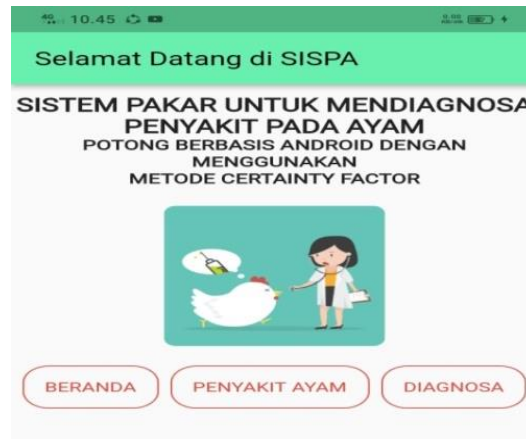 4G 10.45
Selamat Datang di SISPA
SISTEM PAKAR UNTUK MENDIAGNOSA
PENYAKIT PADA AYAM
POTONG BERBASIS ANDROID DENGAN
MENGGUNAKAN
METODE CERTAINTY FACTOR
BERANDA PENYAKIT AYAM DIAGNOSA